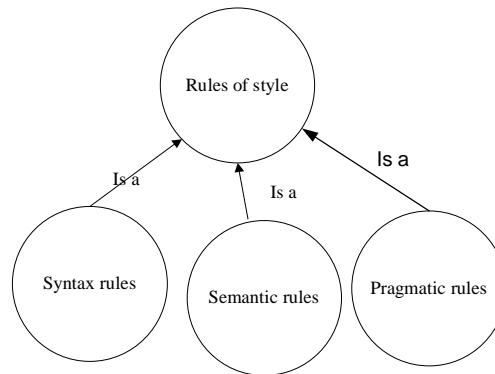 Rules of style
Is a
Is a
Is a
Syntax rules
Semantic rules
Pragmatic rules